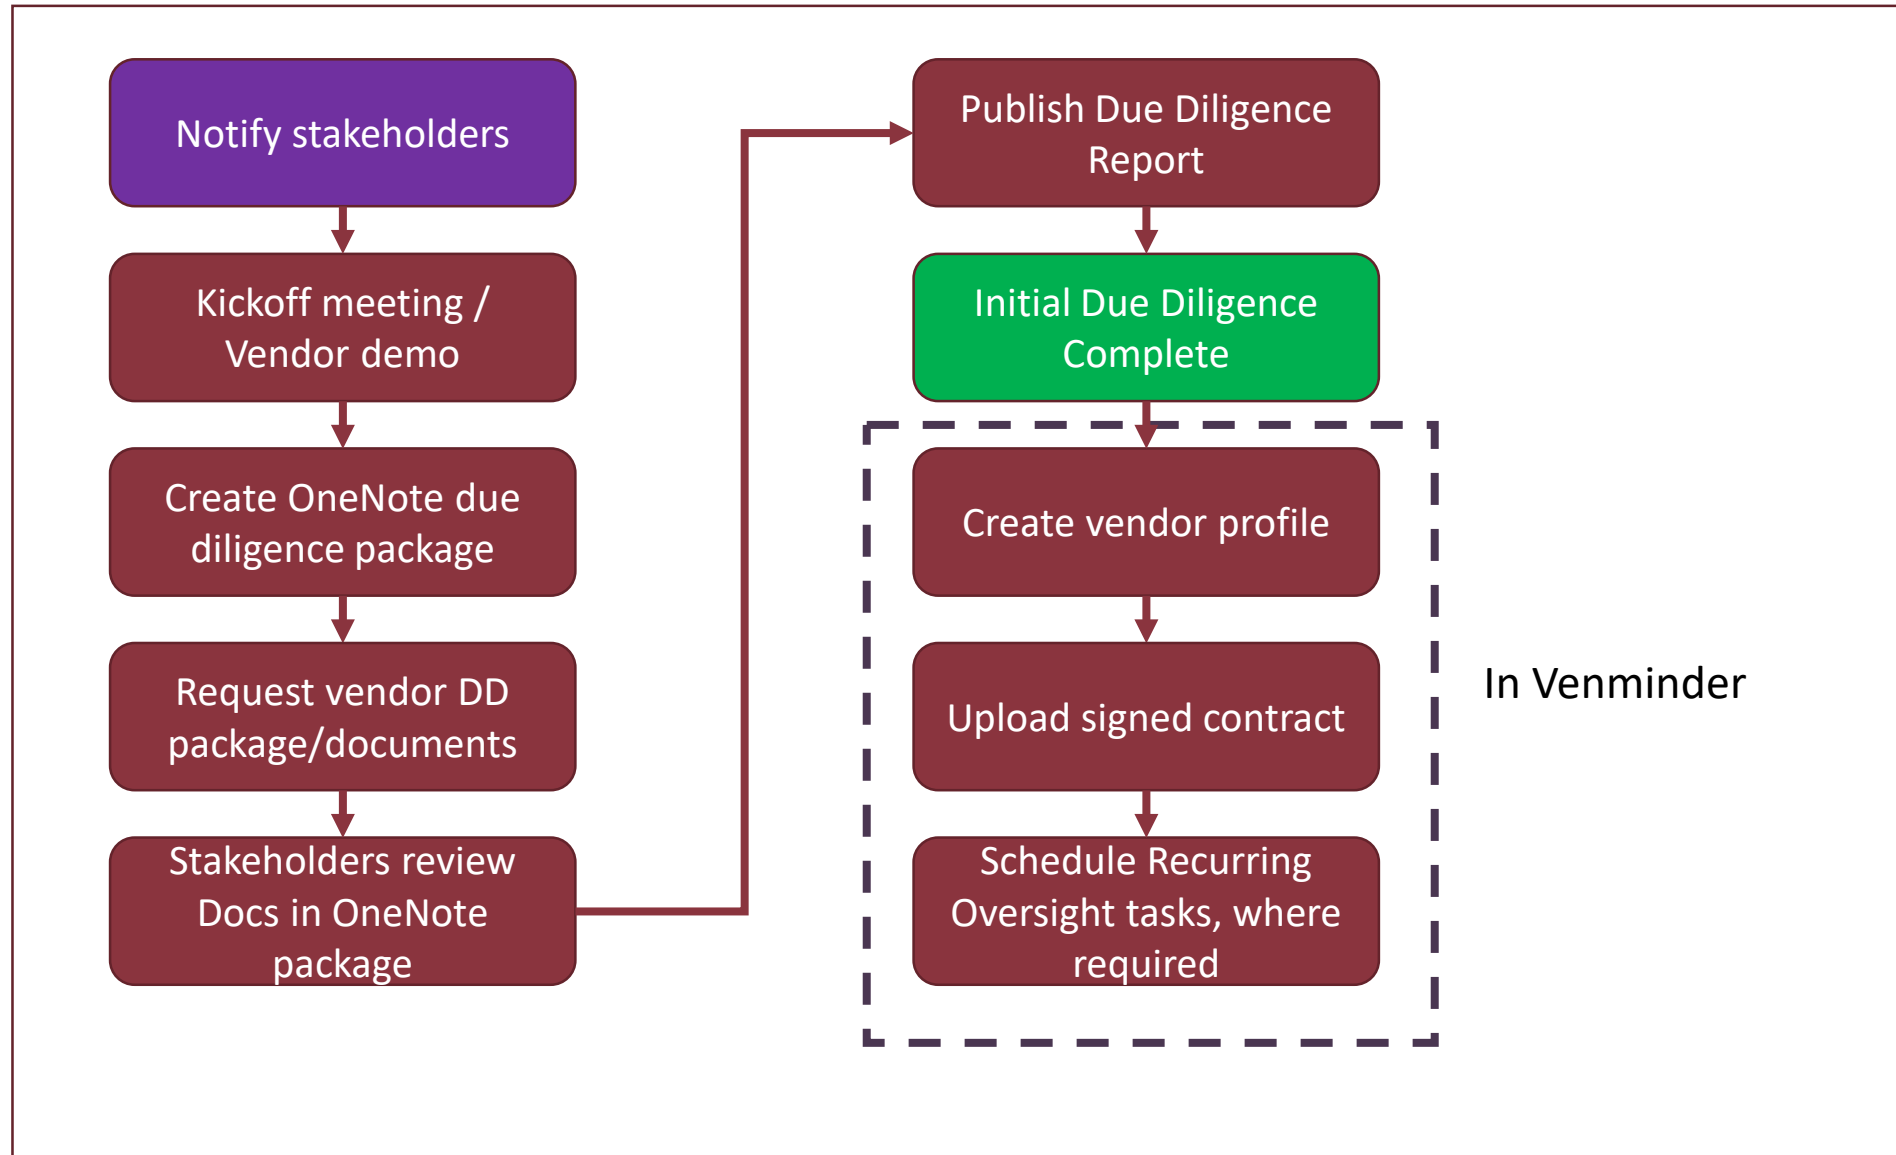 Notify stakeholders
Kickoff meeting /
Vendor demo
Create OneNote due
diligence package
Request vendor DD
package/documents
Stakeholders review
Docs in OneNote
package
Publish Due Diligence
Report
Initial Due Diligence
Complete
Create vendor profile
Upload signed contract
Schedule Recurring
Oversight tasks, where
required
In Venminder